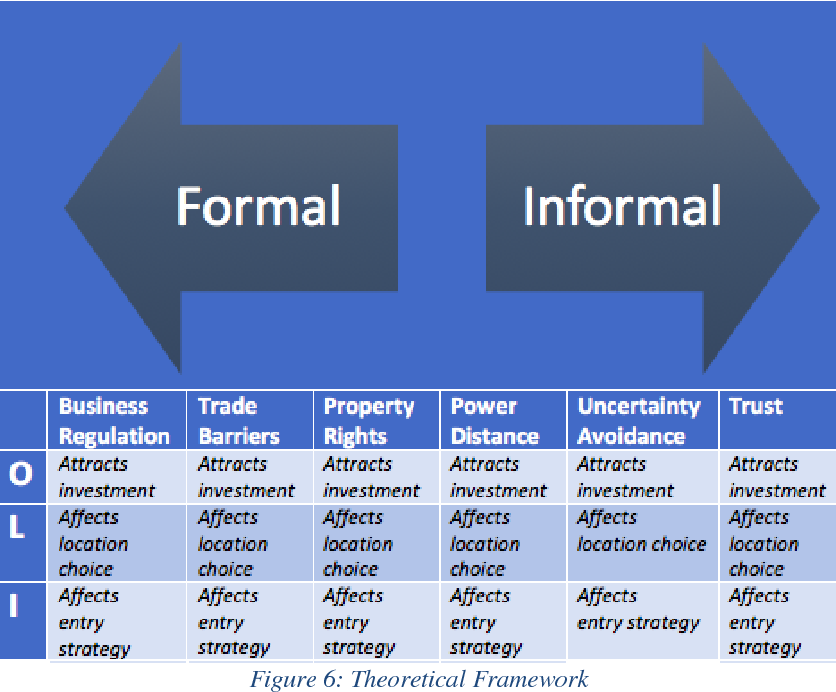 Formal
Informal
Business Regulation | Trade Barriers | Property Rights | Power Distance | Uncertainty Avoidance | Trust
O | Attracts investment | Attracts investment | Attracts investment | Attracts investment | Attracts investment | Attracts investment
L | Affects location choice | Affects location choice | Affects location choice | Affects location choice | Affects location choice | Affects location choice
I | Affects entry strategy | Affects entry strategy | Affects entry strategy | Affects entry strategy | Affects entry strategy | Affects entry strategy
Figure 6: Theoretical Framework